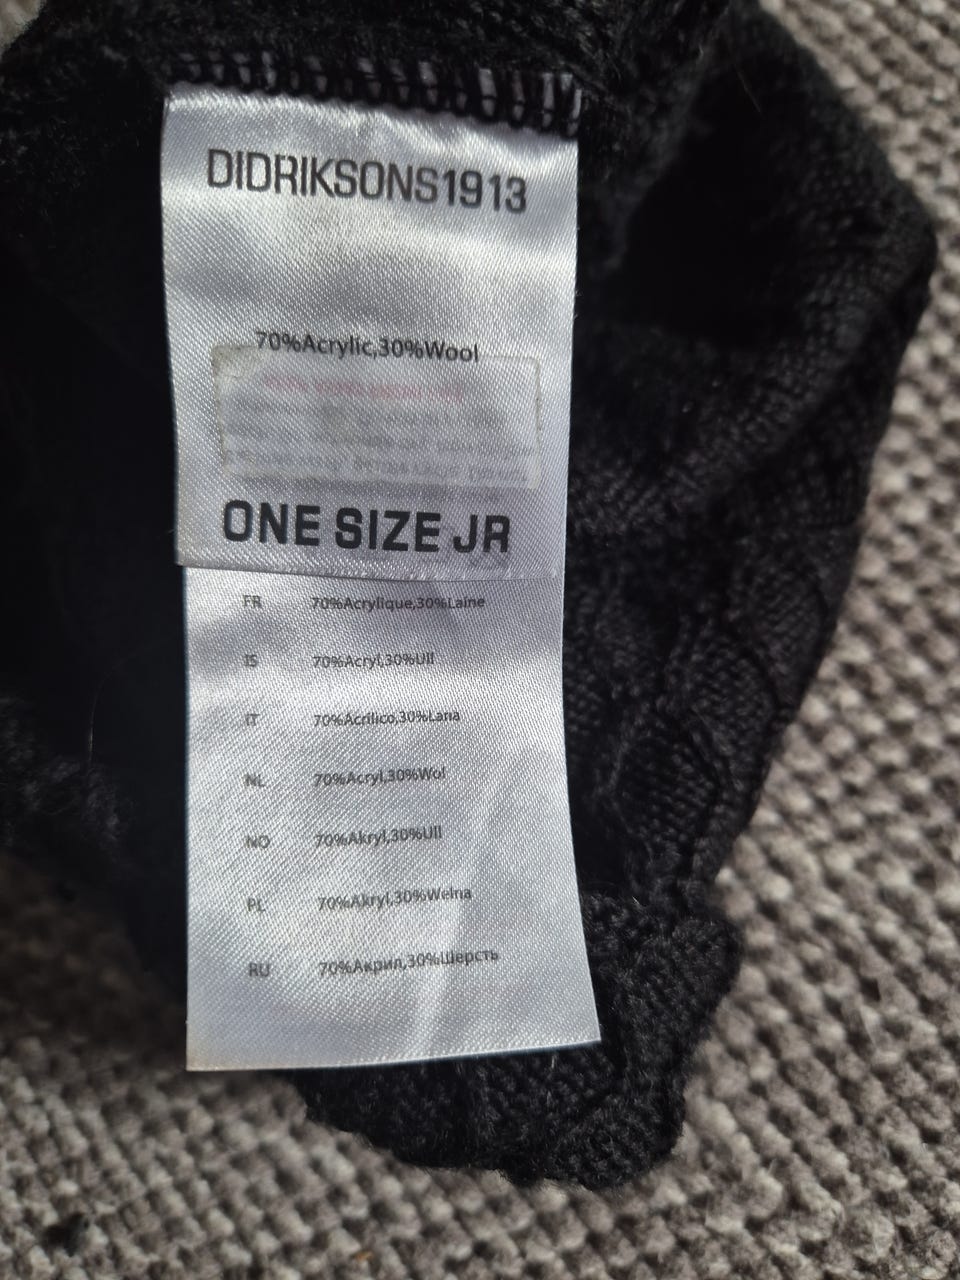 DIDRIKSONS1913
70%Acrylic,30%Wool
ONE SIZE JR
FR 70%Acrylique,30%Laine
IS 70%Acryl,30%Ull
IT 70%Acrilico,30%Lana
NL 70%Acryl,30%Wol
NO 70%Akryl,30%Ull
PL 70%Akryl,30%Wełna
RU 70%Акрил,30%Шерсть